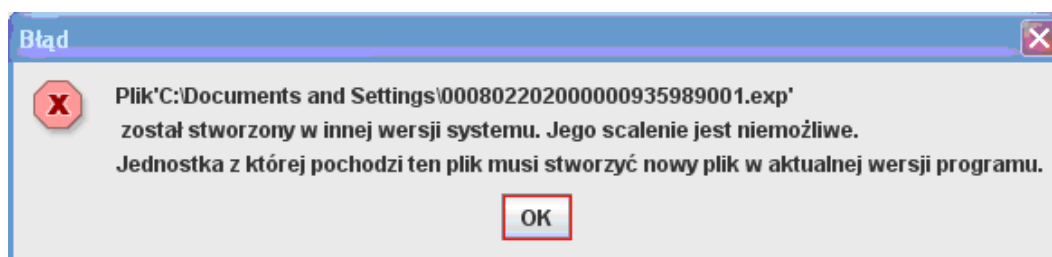 Błąd
Plik'C:\Documents and Settings\000802202000000935989001.exp'
został stworzony w innej wersji systemu. Jego scalenie jest niemożliwe.
Jednostka z której pochodzi ten plik musi stworzyć nowy plik w aktualnej wersji programu.
OK